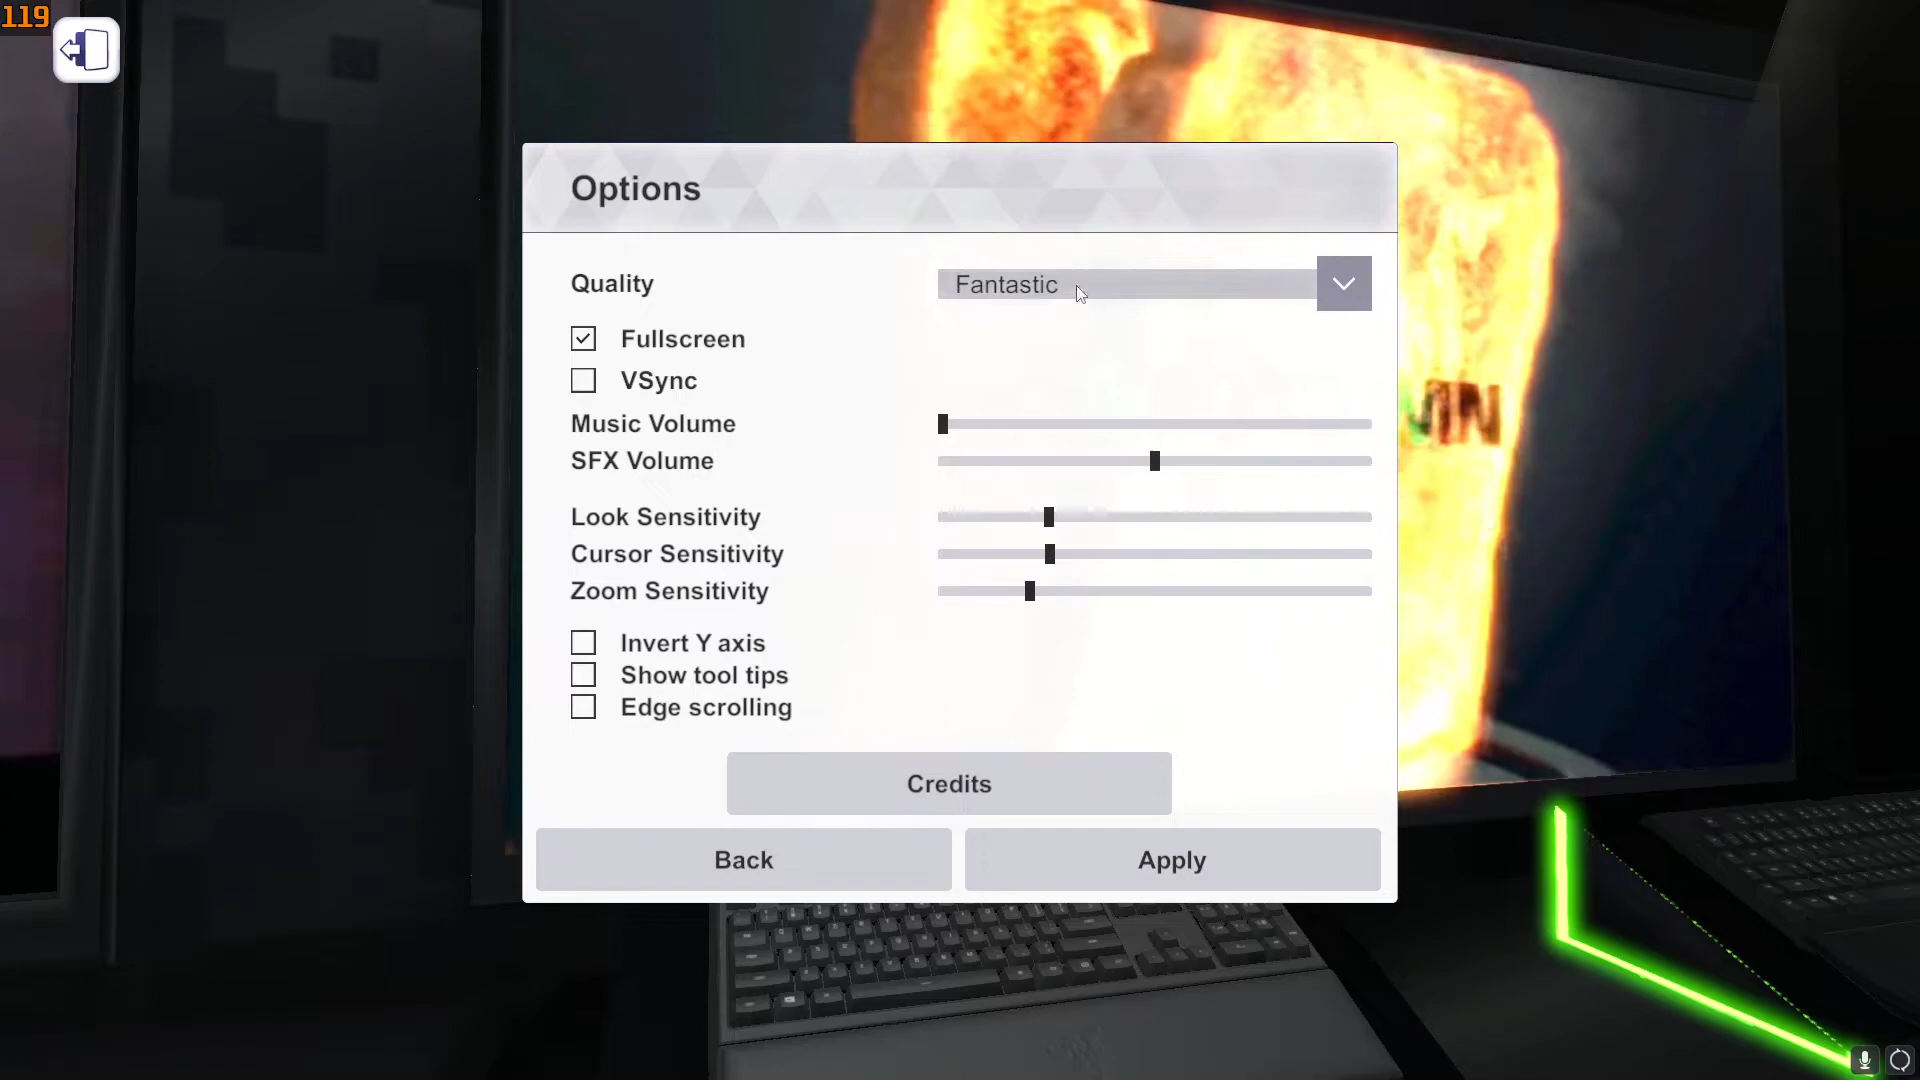 119
Options
Quality
Fantastic
Fullscreen
VSync
Music Volume
SFX Volume
Look Sensitivity
Cursor Sensitivity
Zoom Sensitivity
Invert Y axis
Show tool tips
Edge scrolling
Credits
Back
Apply